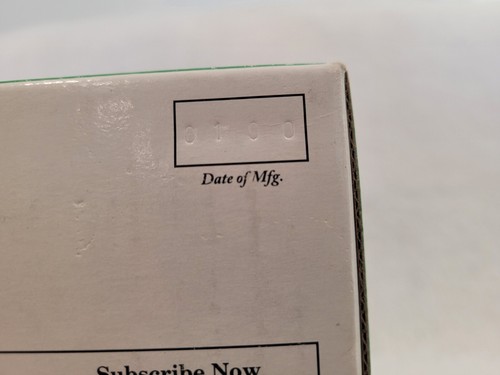 Date of Mfg.
Subscribe Now